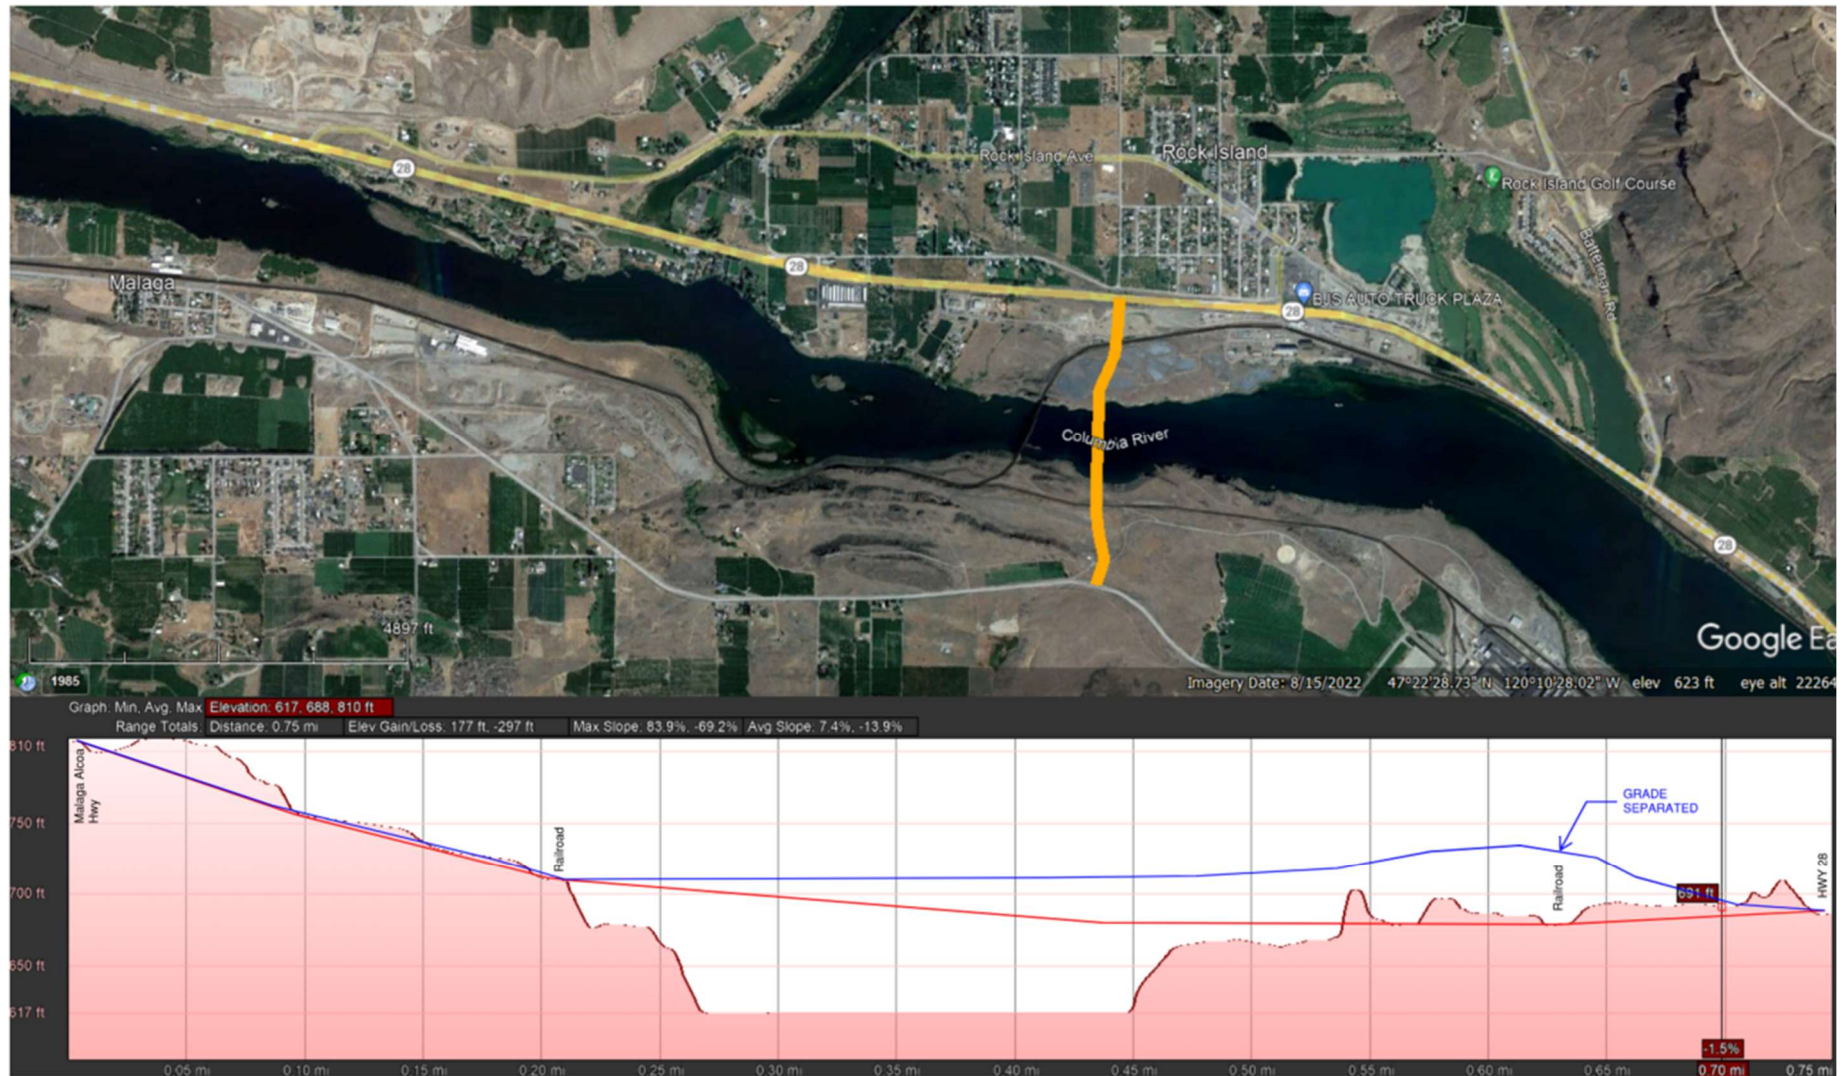 Rock Island Ave
Rock Island
28
Rock Island Golf Course
Batterman Rd
28
Malaga
BJS AUTO TRUCK PLAZA
28
Columbia River
28
4897 ft
Google Ea
1985
Imagery Date: 8/15/2022 47°22'28.73" N 120°10'28.02" W elev 623 ft eye alt 22264
Graph: Min, Avg, Max Elevation: 617, 688, 810 ft
Range Totals: Distance: 0.75 mi Elev Gain/Loss: 177 ft, -297 ft Max Slope: 83.9%, -69.2% Avg Slope: 7.4%, -13.9%
810 ft
Malaga Alcoa
Hwy
GRADE
SEPARATED
750 ft
Railroad
HWY 28
700 ft
Railroad
691 ft
650 ft
617 ft
-1.5%
0.05 mi 0.10 mi 0.15 mi 0.20 mi 0.25 mi 0.30 mi 0.35 mi 0.40 mi 0.45 mi 0.50 mi 0.55 mi 0.60 mi 0.65 mi 0.70 mi 0.75 mi